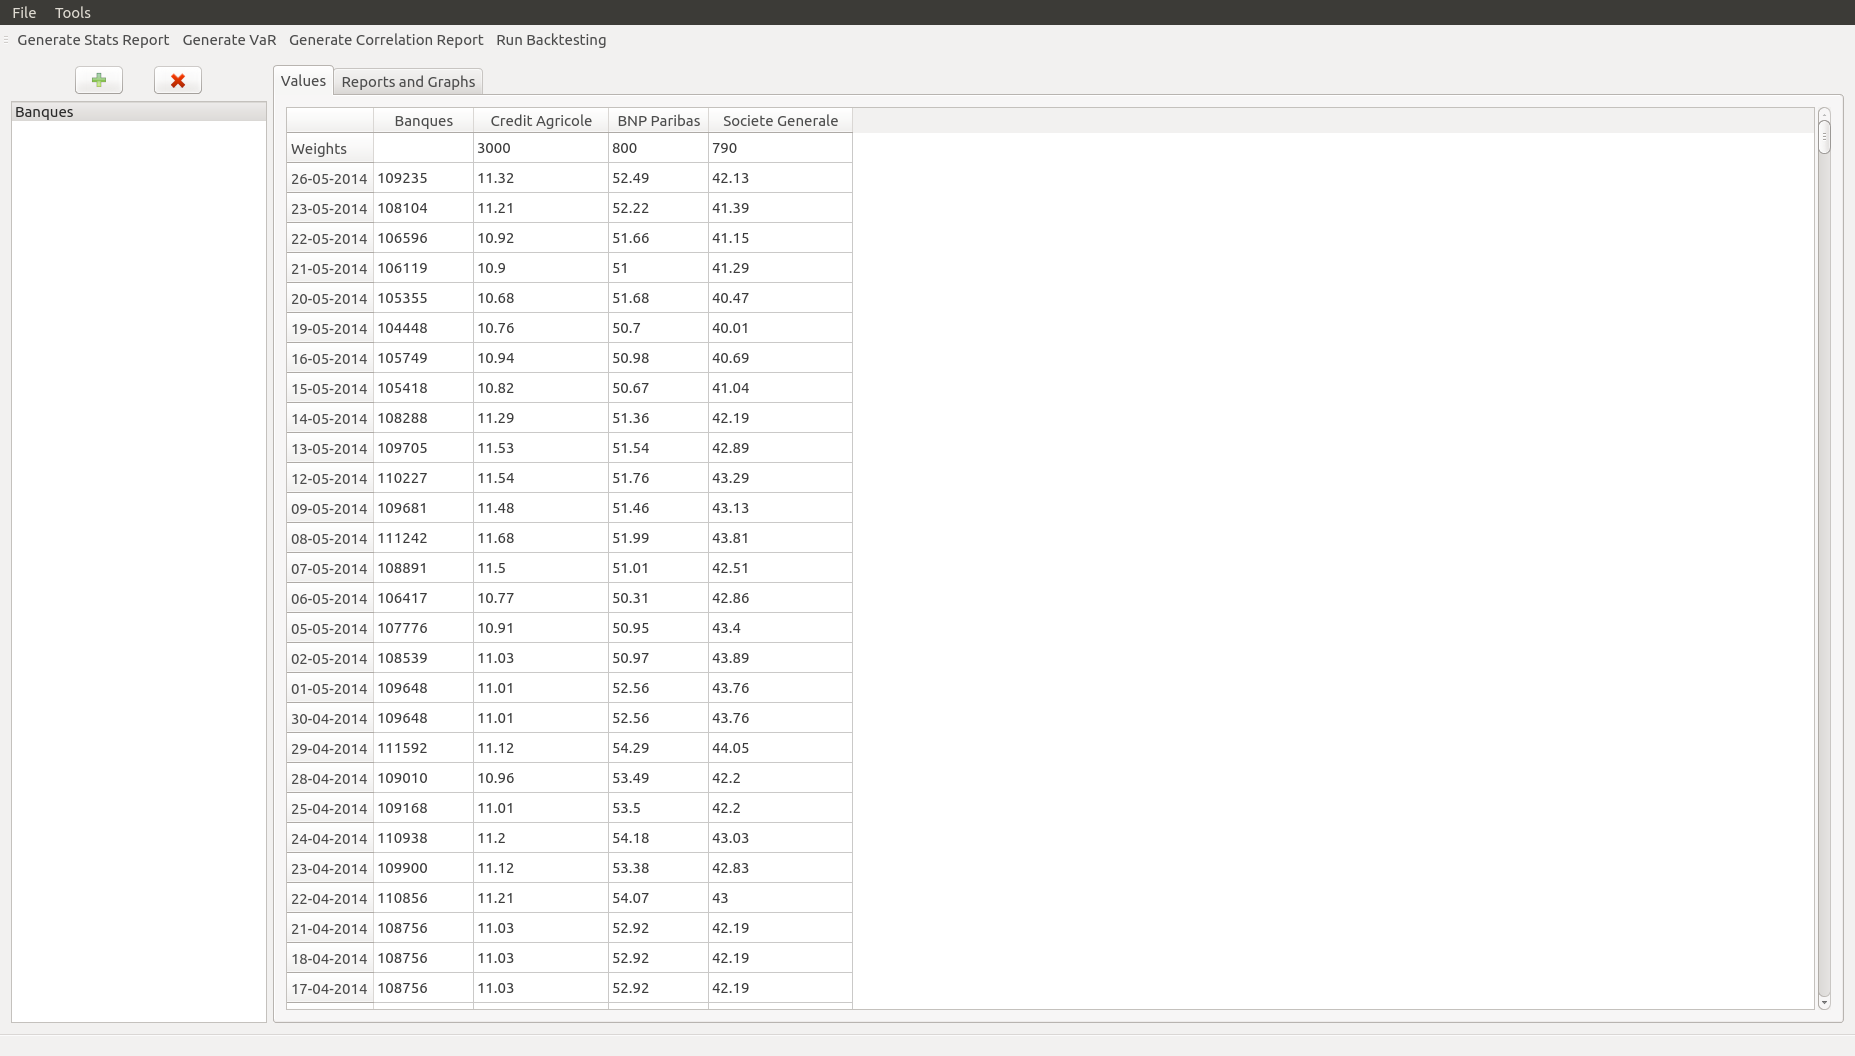 File Tools
Generate Stats Report Generate VaR Generate Correlation Report Run Backtesting
Values Reports and Graphs
Banques
Banques Credit Agricole BNP Paribas Societe Generale
Weights 3000 800 790
26-05-2014 109235 11.32 52.49 42.13
23-05-2014 108104 11.21 52.22 41.39
22-05-2014 106596 10.92 51.66 41.15
21-05-2014 106119 10.9 51 41.29
20-05-2014 105355 10.68 51.68 40.47
19-05-2014 104448 10.76 50.7 40.01
16-05-2014 105749 10.94 50.98 40.69
15-05-2014 105418 10.82 50.67 41.04
14-05-2014 108288 11.29 51.36 42.19
13-05-2014 109705 11.53 51.54 42.89
12-05-2014 110227 11.54 51.76 43.29
09-05-2014 109681 11.48 51.46 43.13
08-05-2014 111242 11.68 51.99 43.81
07-05-2014 108891 11.5 51.01 42.51
06-05-2014 106417 10.77 50.31 42.86
05-05-2014 107776 10.91 50.95 43.4
02-05-2014 108539 11.03 50.97 43.89
01-05-2014 109648 11.01 52.56 43.76
30-04-2014 109648 11.01 52.56 43.76
29-04-2014 111592 11.12 54.29 44.05
28-04-2014 109010 10.96 53.49 42.2
25-04-2014 109168 11.01 53.5 42.2
24-04-2014 110938 11.2 54.18 43.03
23-04-2014 109900 11.12 53.38 42.83
22-04-2014 110856 11.21 54.07 43
21-04-2014 108756 11.03 52.92 42.19
18-04-2014 108756 11.03 52.92 42.19
17-04-2014 108756 11.03 52.92 42.19